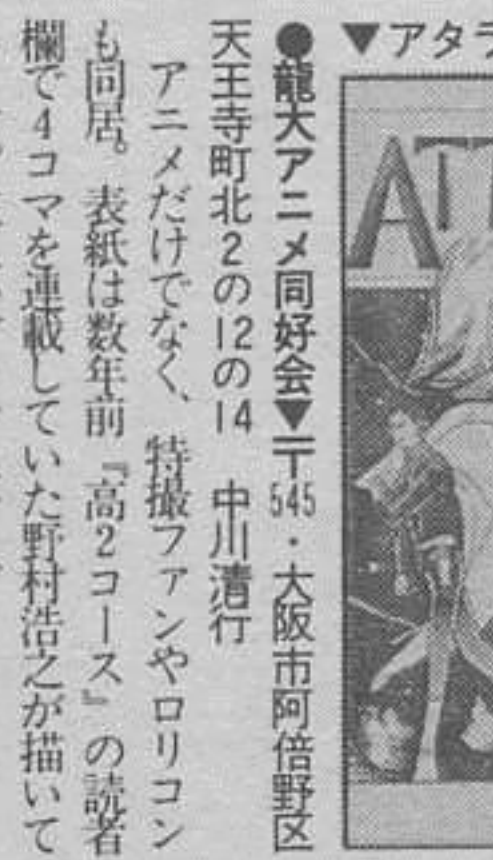 ▼アタラ
●龍大アニメ同好会▼〒545・大阪市阿倍野区
天王寺町北2の12の14　中川清行
アニメだけでなく、特撮ファンやロリコン
も同居。表紙は数年前『高2コース』の読者
欄で4コマを連載していた野村浩之が描いて
AT